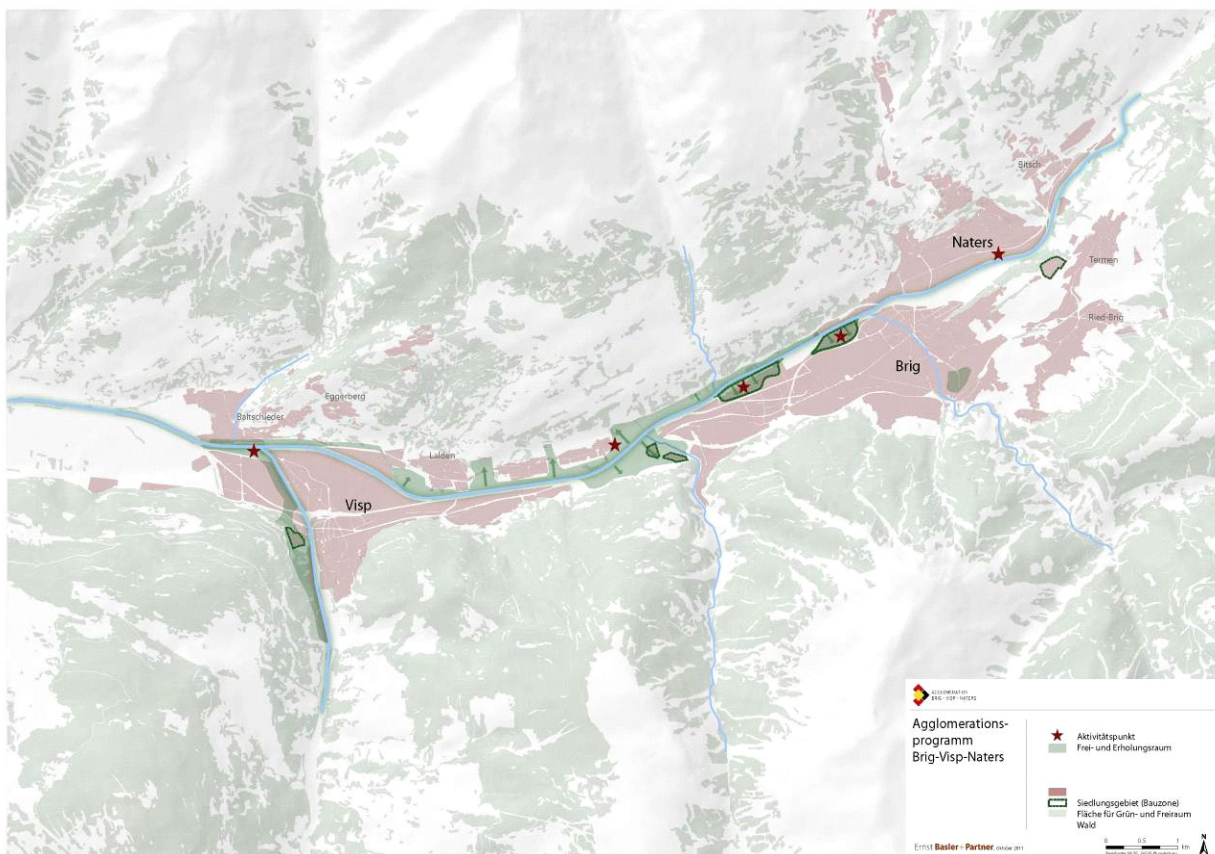 Bitsch
Naters
Termen
Ried-Brig
Brig
Eggerberg
Baltschieder
Lalden
Visp
AGGLOMERATION
BRIG - VISP - NATERS
Agglomerations-
programm
Brig-Visp-Naters
Aktivitätspunkt
Frei- und Erholungsraum
Siedlungsgebiet (Bauzone)
Fläche für Grün- und Freiraum
Wald
Ernst Basler + Partner, Oktober 2011
0 0.5 1
km
N